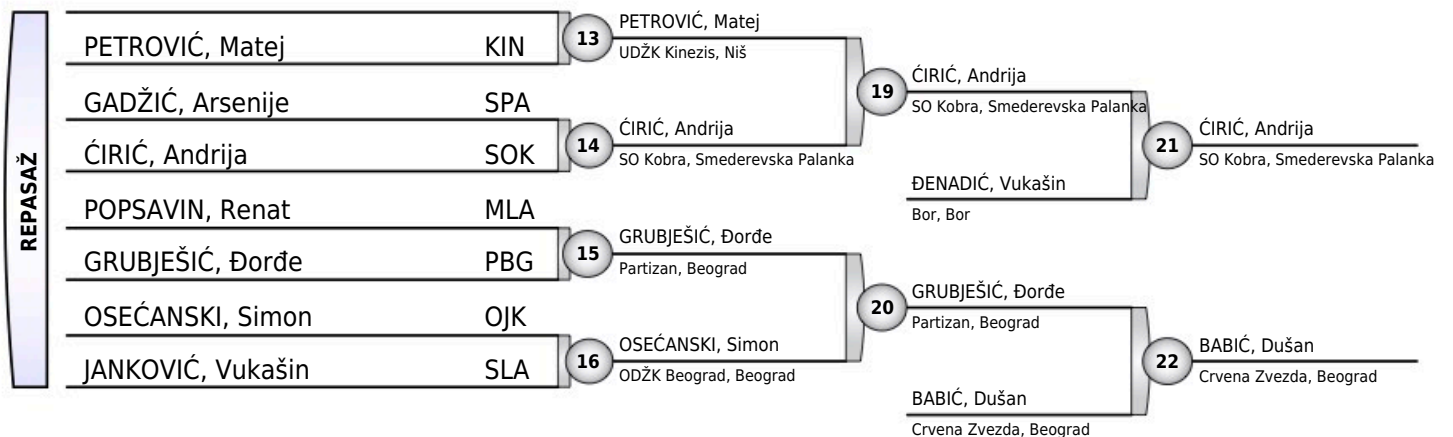 REPASAŽ
PETROVIĆ, Matej KIN
GADŽIĆ, Arsenije SPA
ĆIRIĆ, Andrija SOK
POPSAVIN, Renat MLA
GRUBJEŠIĆ, Đorđe PBG
OSEĆANSKI, Simon OJK
JANKOVIĆ, Vukašin SLA
13
PETROVIĆ, Matej
UDŽK Kinezis, Niš
14
ĆIRIĆ, Andrija
SO Kobra, Smederevska Palanka
15
GRUBJEŠIĆ, Đorđe
Partizan, Beograd
16
OSEĆANSKI, Simon
ODŽK Beograd, Beograd
19
ĆIRIĆ, Andrija
SO Kobra, Smederevska Palanka
ĐENADIĆ, Vukašin
Bor, Bor
20
GRUBJEŠIĆ, Đorđe
Partizan, Beograd
BABIĆ, Dušan
Crvena Zvezda, Beograd
21
ĆIRIĆ, Andrija
SO Kobra, Smederevska Palanka
22
BABIĆ, Dušan
Crvena Zvezda, Beograd